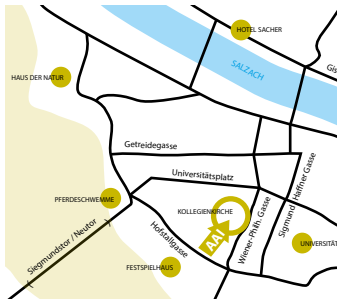 HOTEL SACHER
SALZACH
Gis
HAUS DER NATUR
Getreidegasse
Universitätsplatz
PFERDESCHWEMME
KOLLEGIENKIRCHE
Siegmundstor / Neutor
Hofstallgasse
AAI
Wiener-Philh. Gasse
Sigmund Haffner Gasse
UNIVERSITÄT
FESTSPIELHAUS